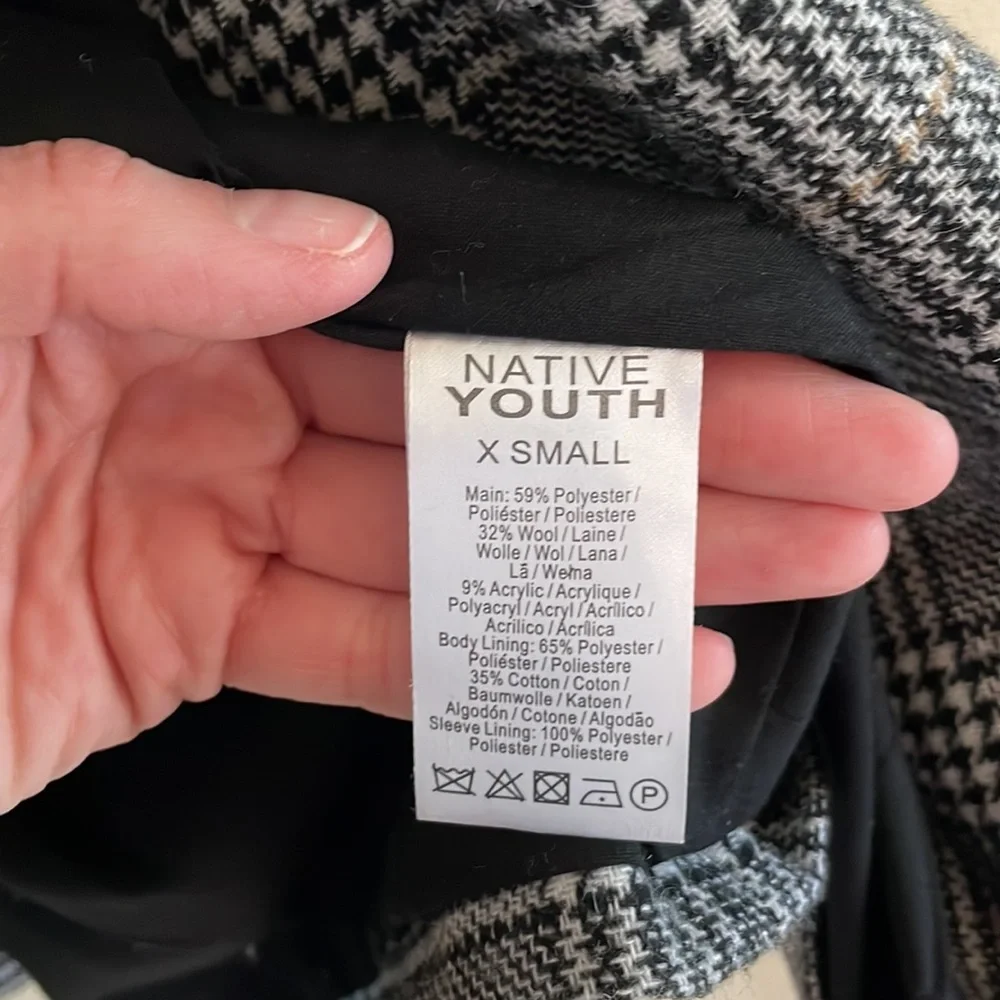 NATIVE
YOUTH
X SMALL
Main: 59% Polyester /
Poliéster / Poliestere
32% Wool / Laine /
Wolle / Wol / Lana /
Lã / Wełna
9% Acrylic / Acrylique /
Polyacryl / Acryl / Acrílico /
Acrilico / Acrílica
Body Lining: 65% Polyester /
Poliéster / Poliestere
35% Cotton / Coton /
Baumwolle / Katoen /
Algodón / Cotone / Algodão
Sleeve Lining: 100% Polyester /
Poliester / Poliestere
P